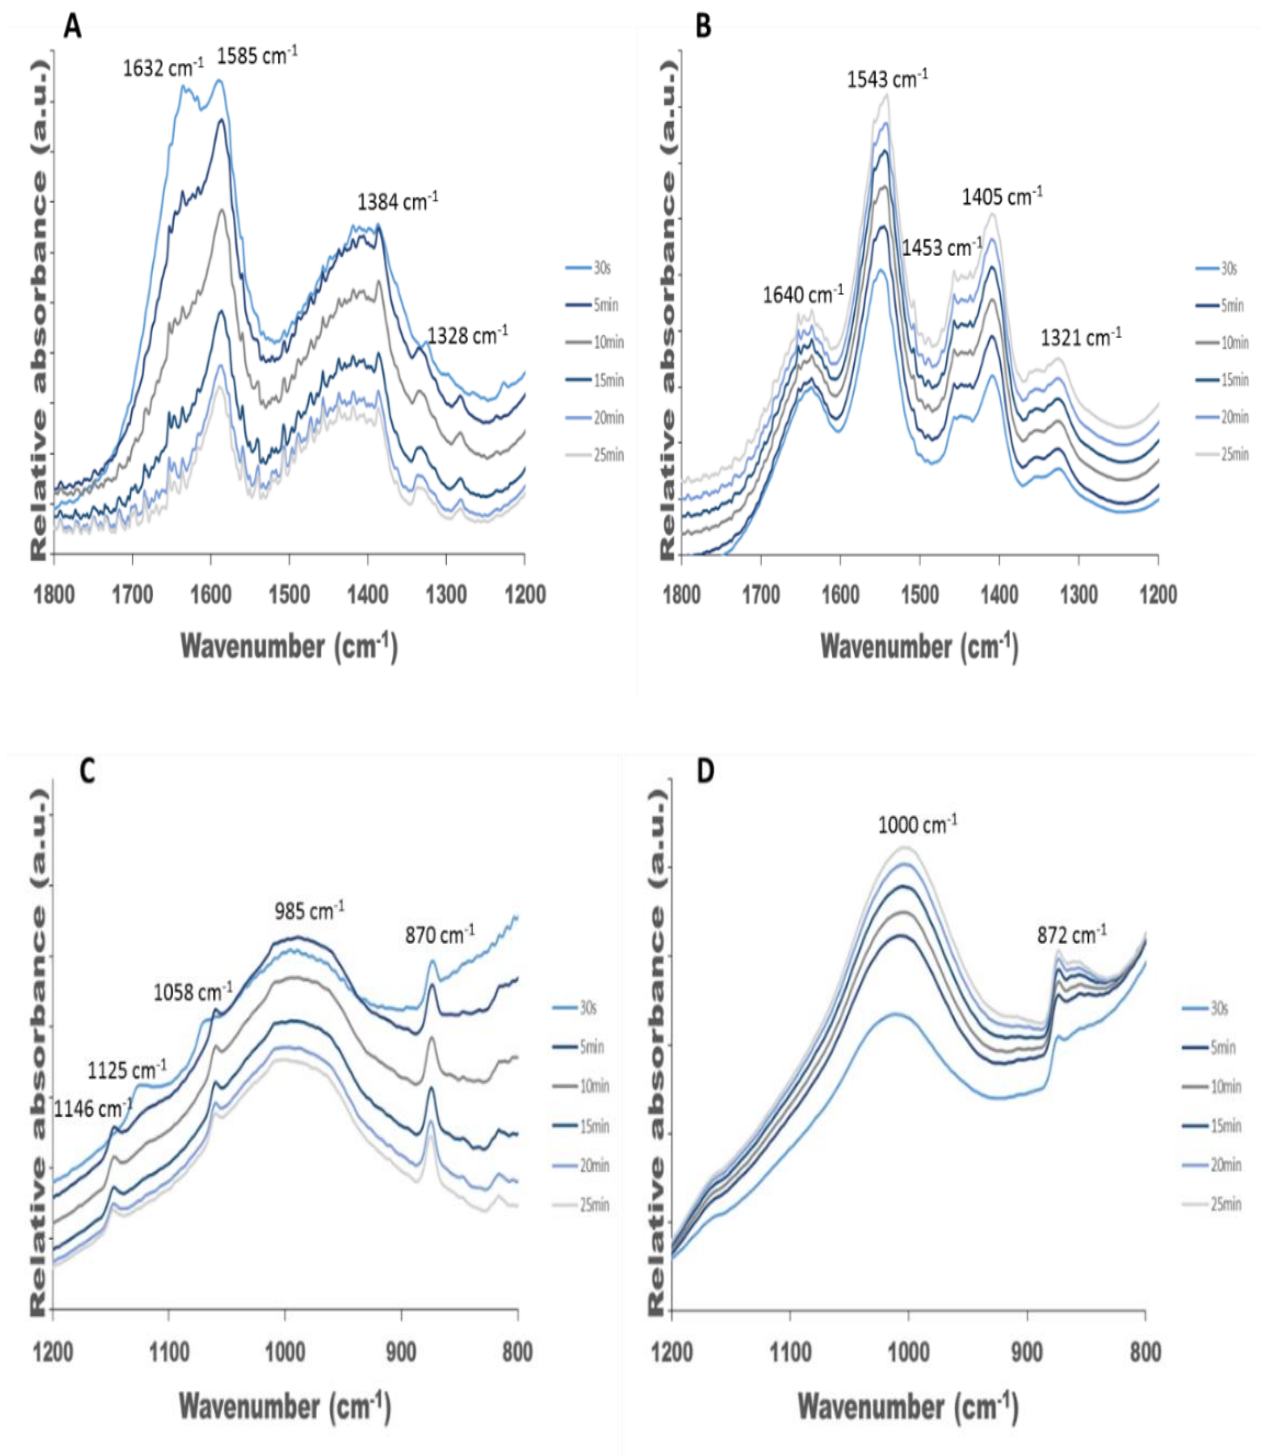 A
1632 cm-1
1585 cm-1
1384 cm-1
1328 cm-1
Relative absorbance (a.u.)
30s
5min
10min
15min
20min
25min
1800 1700 1600 1500 1400 1300 1200
Wavenumber (cm-1)
B
1543 cm-1
1405 cm-1
1453 cm-1
1640 cm-1
1321 cm-1
Relative absorbance (a.u.)
30s
5min
10min
15min
20min
25min
1800 1700 1600 1500 1400 1300 1200
Wavenumber (cm-1)
C
985 cm-1
870 cm-1
1058 cm-1
1125 cm-1
1146 cm-1
Relative absorbance (a.u.)
30s
5min
10min
15min
20min
25min
1200 1100 1000 900 800
Wavenumber (cm-1)
D
1000 cm-1
872 cm-1
Relative absorbance (a.u.)
30s
5min
10min
15min
20min
25min
1200 1100 1000 900 800
Wavenumber (cm-1)